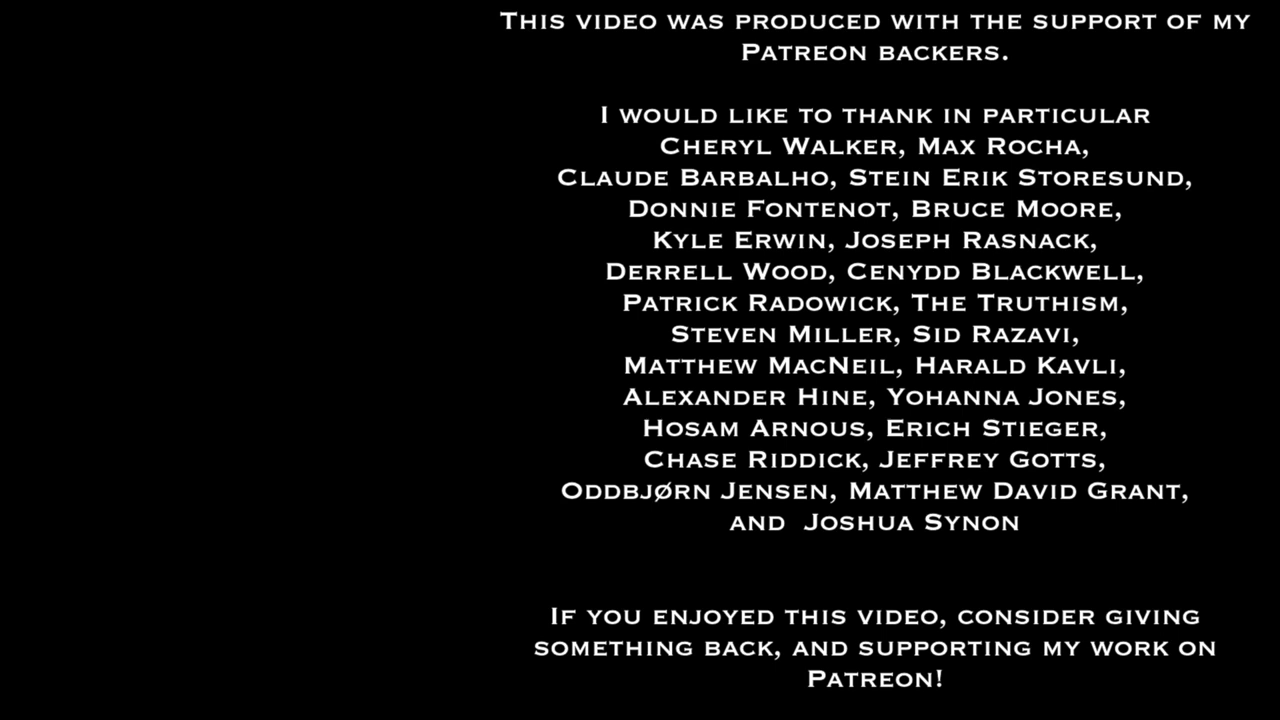 This video was produced with the support of my
Patreon backers.
I would like to thank in particular
Cheryl Walker, Max Rocha,
Claude Barbalho, Stein Erik Storesund,
Donnie Fontenot, Bruce Moore,
Kyle Erwin, Joseph Rasnack,
Derrell Wood, Cenydd Blackwell,
Patrick Radowick, The Truthism,
Steven Miller, Sid Razavi,
Matthew MacNeil, Harald Kavli,
Alexander Hine, Yohanna Jones,
Hosam Arnous, Erich Stieger,
Chase Riddick, Jeffrey Gotts,
Oddbjørn Jensen, Matthew David Grant,
and  Joshua Synon
If you enjoyed this video, consider giving
something back, and supporting my work on
Patreon!